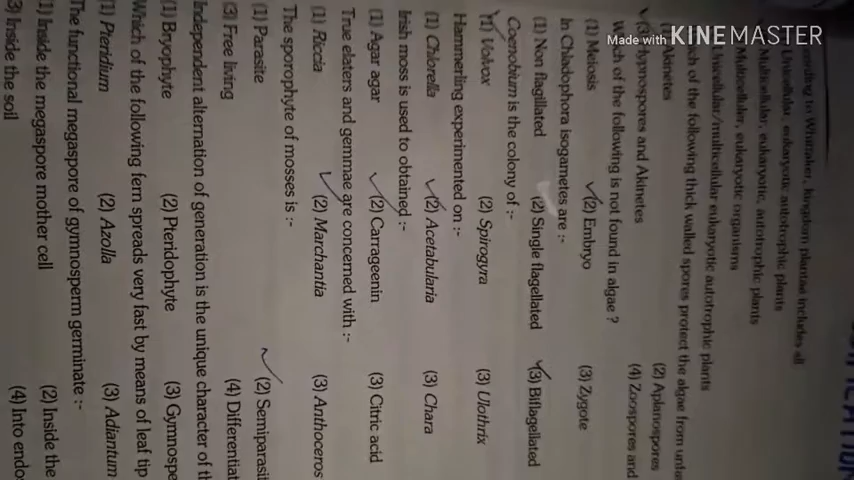 Made with KINEMASTER
according to Whittaker, kingdom plantae includes all
Unicellular, eukaryotic autotrophic plants
Multicellular, eukaryotic, autotrophic plants
Multicelluler, eukaryotic organisms
Unicellular/multicellular eukaryotic autotrophic plants
of the following thick walled spores protect the algae from
Akinetes (2) Aplanospores
(3) Hypnospores and Akinetes (4) Zoospores and
Which of the following is not found in algae ?
(1) Meiosis (2) Embryo (3) Zygote
In Chladophora isogametes are :-
(1) Non flagillated (2) Single flagellated (3) Biflagellated
Coenobium is the colony of :-
(1) Volvox (2) Spirogyra (3) Ulothrix
Hammerling experimented on :-
(1) Chlorella (2) Acetabularia (3) Chara
Irish moss is used to obtained :-
(1) Agar agar (2) Carrageenin (3) Citric acid
True elaters and gemmae are concerned with :-
(1) Riccia (2) Marchantia (3) Anthoceros
The sporophyte of mosses is :-
(1) Parasite (2) Semiparasit
(3) Free living (4) Differentiat
Independent alternation of generation is the unique character of th
(1) Bryophyte (2) Pteridophyte (3) Gymnospe
Which of the following fern spreads very fast by means of leaf tip
(1) Pteridium (2) Azolla (3) Adiantum
The functional megaspore of gymnosperm germinate :-
(1) Inside the megaspore mother cell (2) Inside the
(3) Inside the soil (4) Into endo